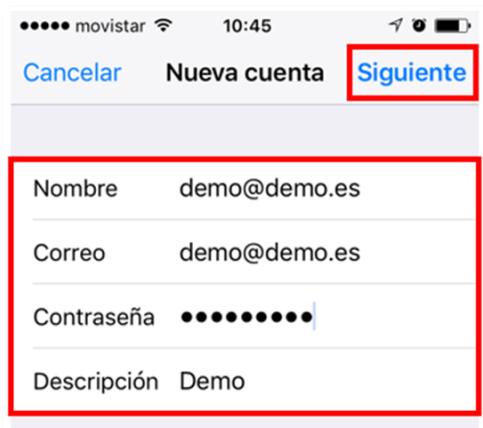 movistar 10:45
Cancelar Nueva cuenta Siguiente
Nombre demo@demo.es
Correo demo@demo.es
Contraseña •••••••••
Descripción Demo